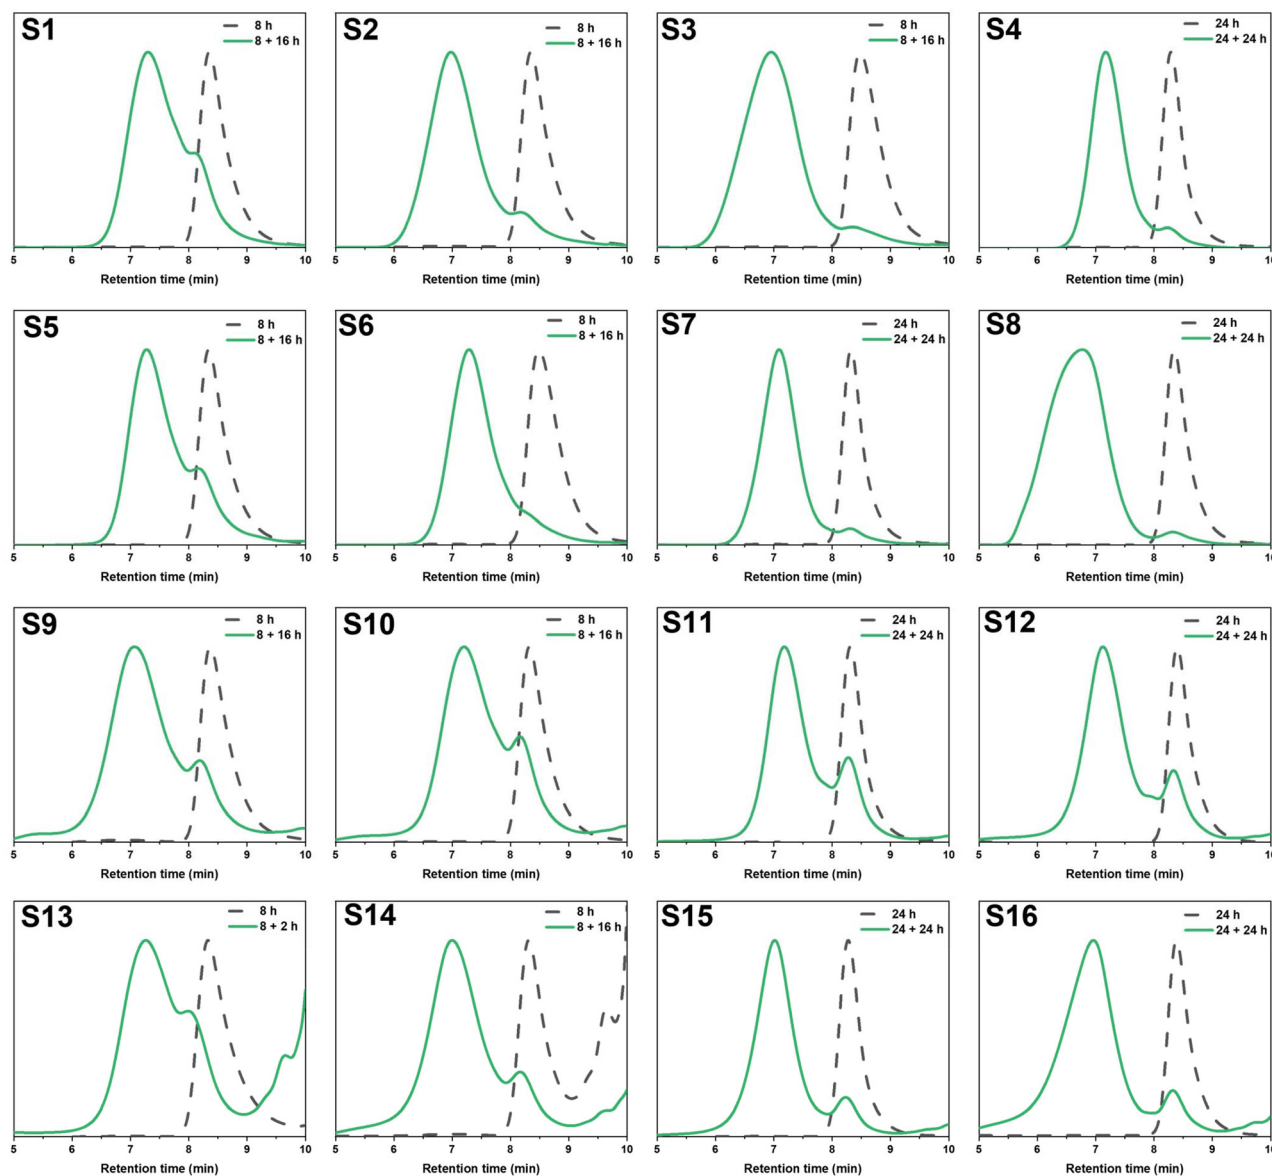 S1
8 h
8 + 16 h
5 6 7 8 9 10
Retention time (min)
S2
8 h
8 + 16 h
5 6 7 8 9 10
Retention time (min)
S3
8 h
8 + 16 h
5 6 7 8 9 10
Retention time (min)
S4
24 h
24 + 24 h
5 6 7 8 9 10
Retention time (min)
S5
8 h
8 + 16 h
5 6 7 8 9 10
Retention time (min)
S6
8 h
8 + 16 h
5 6 7 8 9 10
Retention time (min)
S7
24 h
24 + 24 h
5 6 7 8 9 10
Retention time (min)
S8
24 h
24 + 24 h
5 6 7 8 9 10
Retention time (min)
S9
8 h
8 + 16 h
5 6 7 8 9 10
Retention time (min)
S10
8 h
8 + 16 h
5 6 7 8 9 10
Retention time (min)
S11
24 h
24 + 24 h
5 6 7 8 9 10
Retention time (min)
S12
24 h
24 + 24 h
5 6 7 8 9 10
Retention time (min)
S13
8 h
8 + 2 h
5 6 7 8 9 10
Retention time (min)
S14
8 h
8 + 16 h
5 6 7 8 9 10
Retention time (min)
S15
24 h
24 + 24 h
5 6 7 8 9 10
Retention time (min)
S16
24 h
24 + 24 h
5 6 7 8 9 10
Retention time (min)